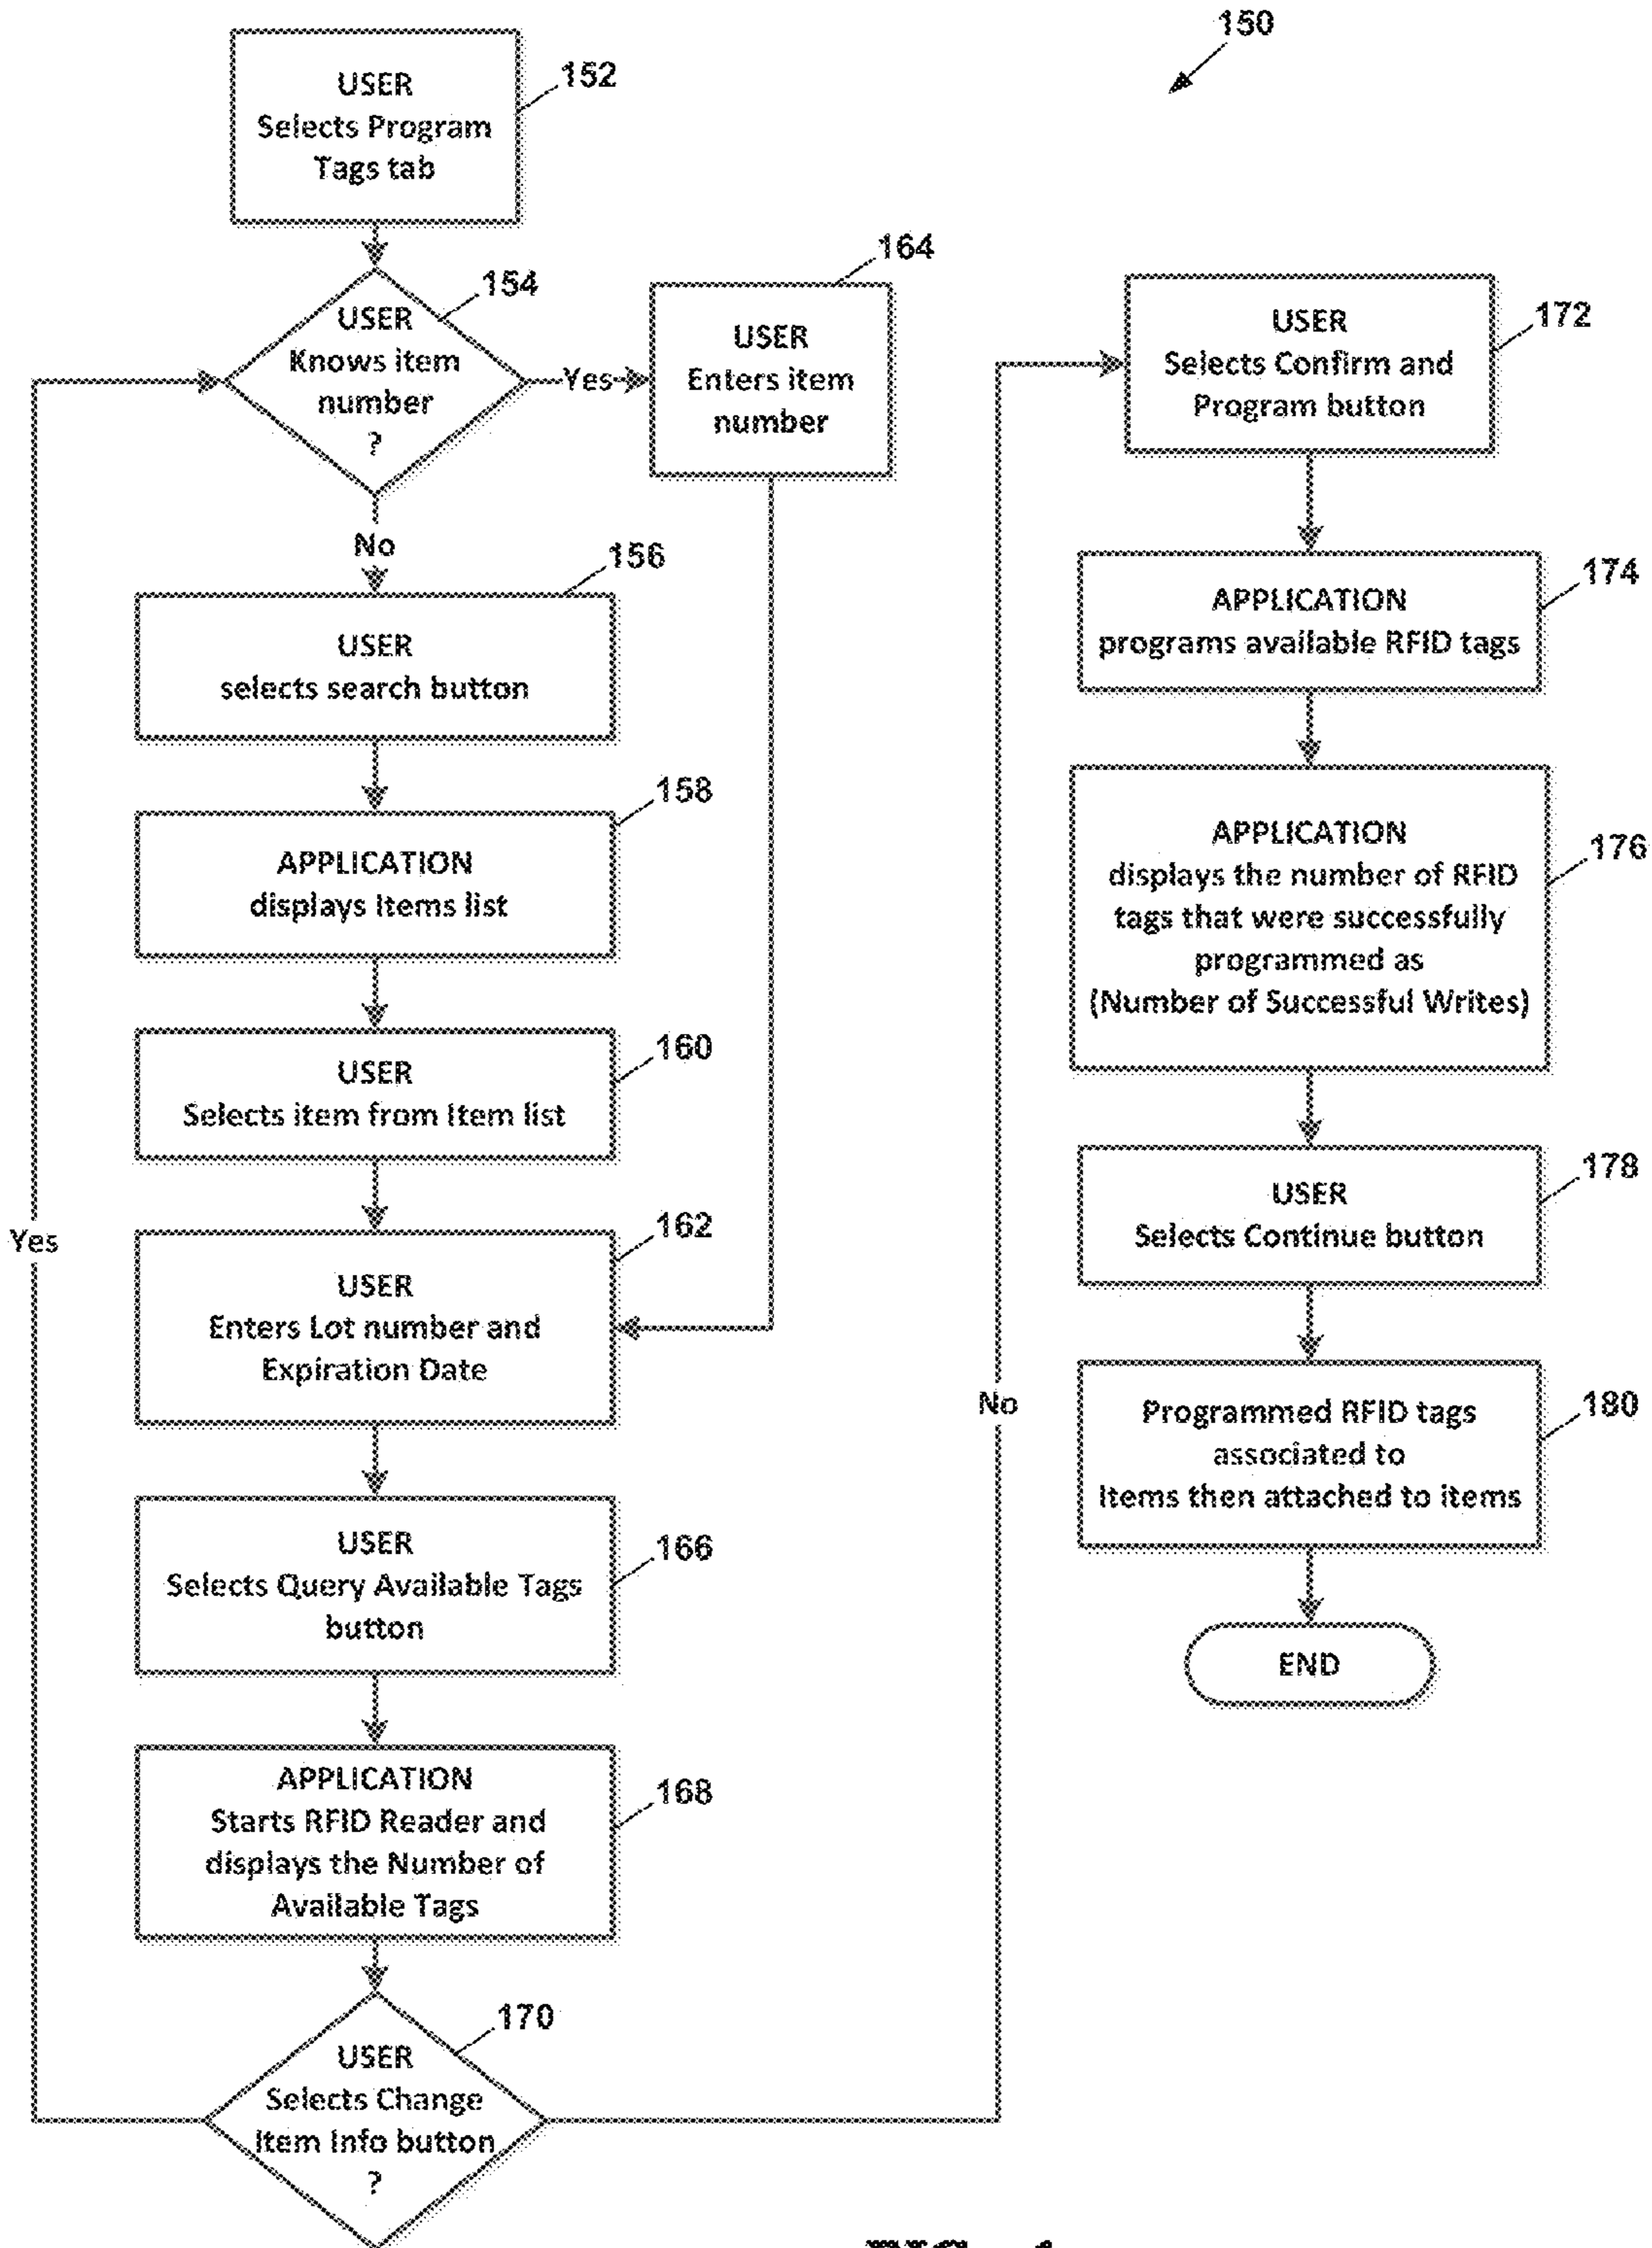 150
152
USER
Selects Program
Tags tab
154
USER
Knows item
number
?
Yes
164
USER
Enters item
number
No
156
USER
selects search button
158
APPLICATION
displays Items list
160
USER
Selects item from Item list
162
USER
Enters Lot number and
Expiration Date
166
USER
Selects Query Available Tags
button
168
APPLICATION
Starts RFID Reader and
displays the Number of
Available Tags
170
USER
Selects Change
Item Info button
?
Yes
No
172
USER
Selects Confirm and
Program button
174
APPLICATION
programs available RFID tags
176
APPLICATION
displays the number of RFID
tags that were successfully
programmed as
(Number of Successful Writes)
178
USER
Selects Continue button
180
Programmed RFID tags
associated to
Items then attached to items
END